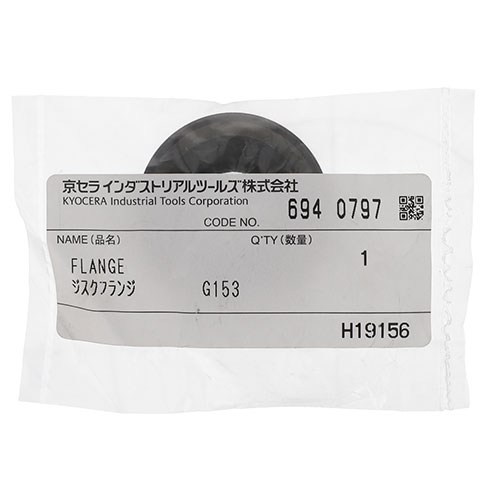 京セラ インダストリアルツールズ株式会社
KYOCERA Industrial Tools Corporation
CODE NO. 694 0797
NAME (品名) Q'TY (数量)
FLANGE 1
ジスクフランジ G153
H19156